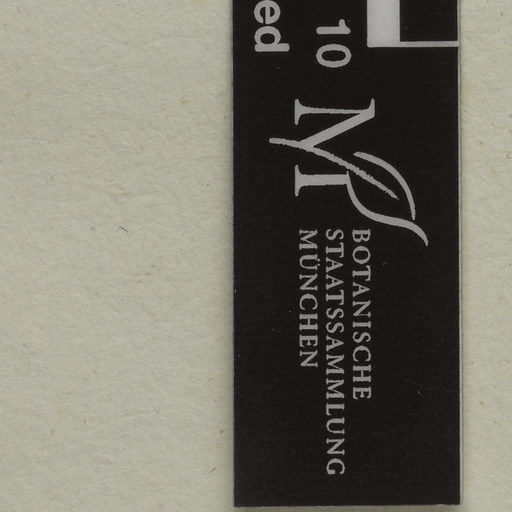 10
ed
BOTANISCHE
STAATSSAMMLUNG
MÜNCHEN